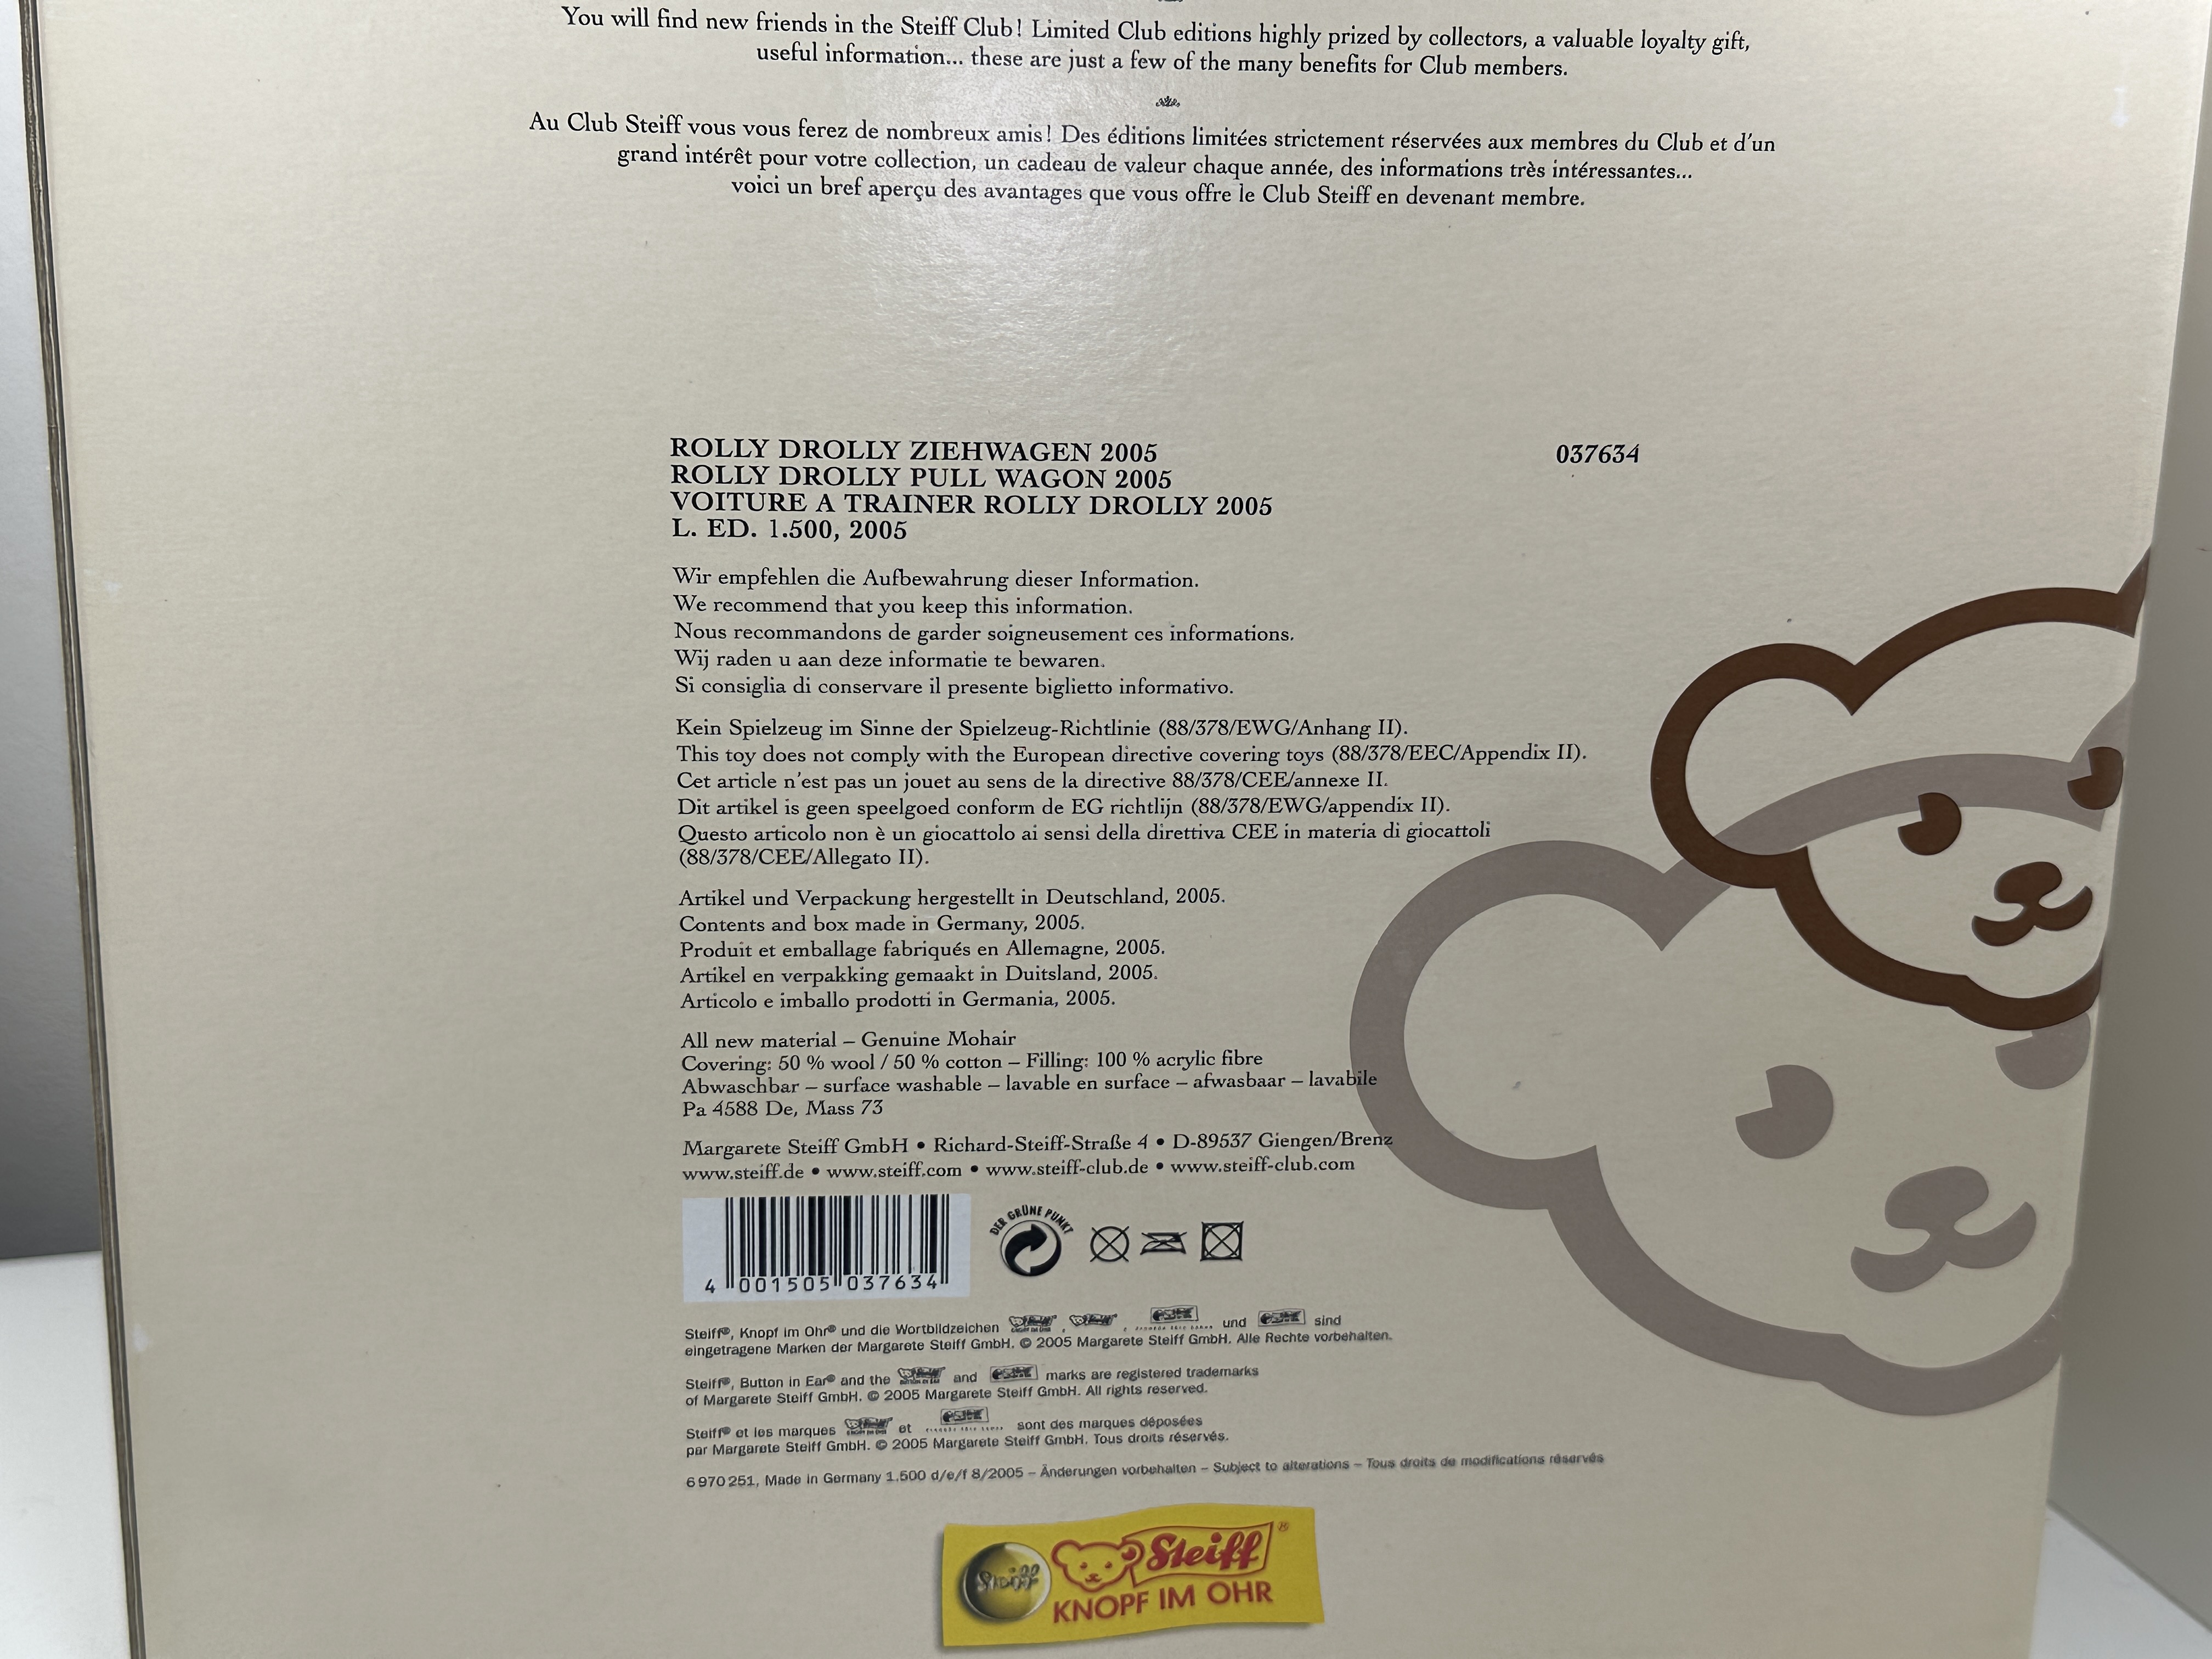 You will find new friends in the Steiff Club! Limited Club editions highly prized by collectors, a valuable loyalty gift,
useful information... these are just a few of the many benefits for Club members.
Au Club Steiff vous vous ferez de nombreux amis! Des éditions limitées strictement réservées aux membres du Club et d'un
grand intérêt pour votre collection, un cadeau de valeur chaque année, des informations très intéressantes...
voici un bref aperçu des avantages que vous offre le Club Steiff en devenant membre.
ROLLY DROLLY ZIEHWAGEN 2005 037634
ROLLY DROLLY PULL WAGON 2005
VOITURE A TRAINER ROLLY DROLLY 2005
L. ED. 1.500, 2005
Wir empfehlen die Aufbewahrung dieser Information.
We recommend that you keep this information.
Nous recommandons de garder soigneusement ces informations.
Wij raden u aan deze informatie te bewaren.
Si consiglia di conservare il presente biglietto informativo.
Kein Spielzeug im Sinne der Spielzeug-Richtlinie (88/378/EWG/Anhang II).
This toy does not comply with the European directive covering toys (88/378/EEC/Appendix II).
Cet article n'est pas un jouet au sens de la directive 88/378/CEE/annexe II.
Dit artikel is geen speelgoed conform de EG richtlijn (88/378/EWG/appendix II).
Questo articolo non è un giocattolo ai sensi della direttiva CEE in materia di giocattoli
(88/378/CEE/Allegato II).
Artikel und Verpackung hergestellt in Deutschland, 2005.
Contents and box made in Germany, 2005.
Produit et emballage fabriqués en Allemagne, 2005.
Artikel en verpakking gemaakt in Duitsland, 2005.
Articolo e imballo prodotti in Germania, 2005.
All new material – Genuine Mohair
Covering: 50 % wool / 50 % cotton – Filling: 100 % acrylic fibre
Abwaschbar – surface washable – lavable en surface – afwasbaar – lavabile
Pa 4588 De, Mass 73
Margarete Steiff GmbH • Richard-Steiff-Straße 4 • D-89537 Giengen/Brenz
www.steiff.de • www.steiff.com • www.steiff-club.de • www.steiff-club.com
DER GRÜNE PUNKT
4 001505 037634
Steiff®, Knopf im Ohr® und die Wortbildzeichen , , und sind
eingetragene Marken der Margarete Steiff GmbH. © 2005 Margarete Steiff GmbH. Alle Rechte vorbehalten.
Steiff®, Button in Ear® and the and marks are registered trademarks
of Margarete Steiff GmbH. © 2005 Margarete Steiff GmbH. All rights reserved.
Steiff® et les marques et sont des marques déposées
par Margarete Steiff GmbH. © 2005 Margarete Steiff GmbH. Tous droits réservés.
6 970 251, Made in Germany 1.500 d/e/f 8/2005 – Änderungen vorbehalten – Subject to alterations – Tous droits de modifications réservés
Steiff
Steiff®
KNOPF IM OHR